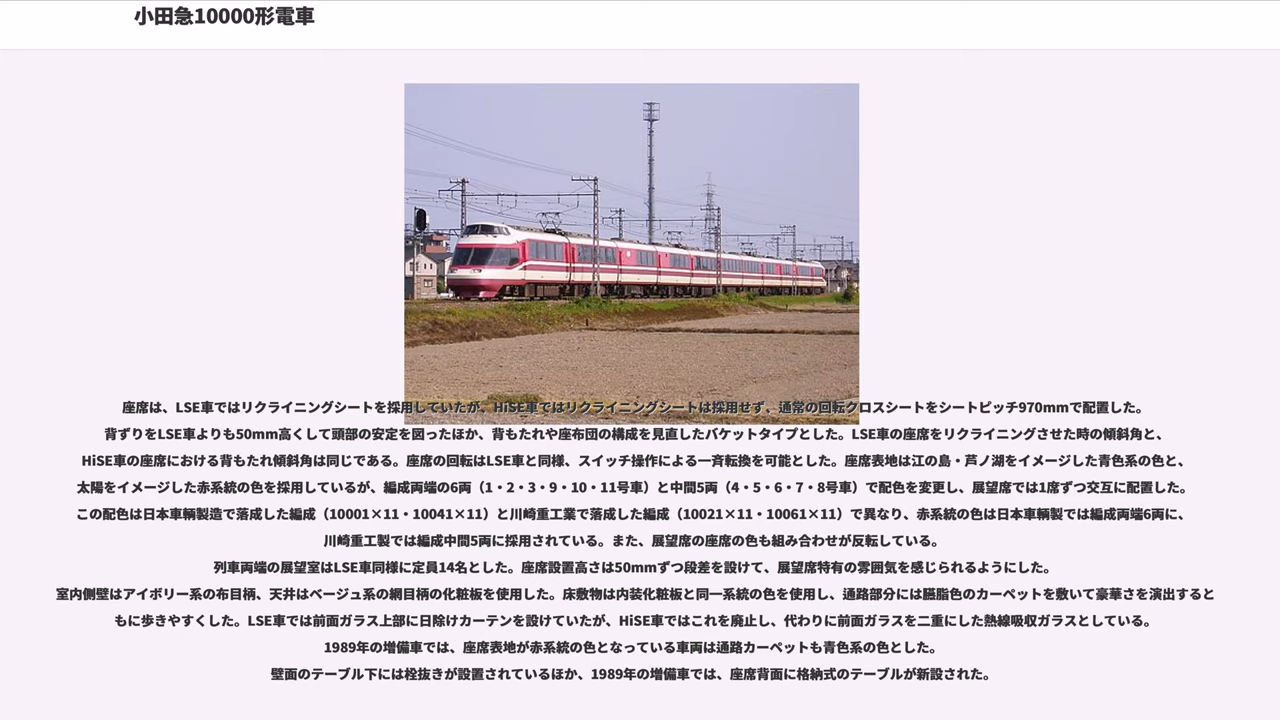 小田急10000形電車
座席は、LSE車ではリクライニングシートを採用していたが、HiSE車ではリクライニングシートは採用せず、通常の回転クロスシートをシートピッチ970mmで配置した。
背ずりをLSE車よりも50mm高くして頭部の安定を図ったほか、背もたれや座布団の構成を見直したバケットタイプとした。LSE車の座席をリクライニングさせた時の傾斜角と、
HiSE車の座席における背もたれ傾斜角は同じである。座席の回転はLSE車と同様、スイッチ操作による一斉転換を可能とした。座席表地は江の島・芦ノ湖をイメージした青色系の色と、
太陽をイメージした赤系統の色を採用しているが、編成両端の6両（1・2・3・9・10・11号車）と中間5両（4・5・6・7・8号車）で配色を変更し、展望席では1席ずつ交互に配置した。
この配色は日本車輌製造で落成した編成（10001×11・10041×11）と川崎重工業で落成した編成（10021×11・10061×11）で異なり、赤系統の色は日本車輌製では編成両端6両に、
川崎重工製では編成中間5両に採用されている。また、展望席の座席の色も組み合わせが反転している。
列車両端の展望室はLSE車同様に定員14名とした。座席設置高さは50mmずつ段差を設けて、展望席特有の雰囲気を感じられるようにした。
室内側壁はアイボリー系の布目柄、天井はベージュ系の網目柄の化粧板を使用した。床敷物は内装化粧板と同一系統の色を使用し、通路部分には臙脂色のカーペットを敷いて豪華さを演出すると
もに歩きやすくした。LSE車では前面ガラス上部に日除けカーテンを設けていたが、HiSE車ではこれを廃止し、代わりに前面ガラスを二重にした熱線吸収ガラスとしている。
1989年の増備車では、座席表地が赤系統の色となっている車両は通路カーペットも青色系の色とした。
壁面のテーブル下には栓抜きが設置されているほか、1989年の増備車では、座席背面に格納式のテーブルが新設された。